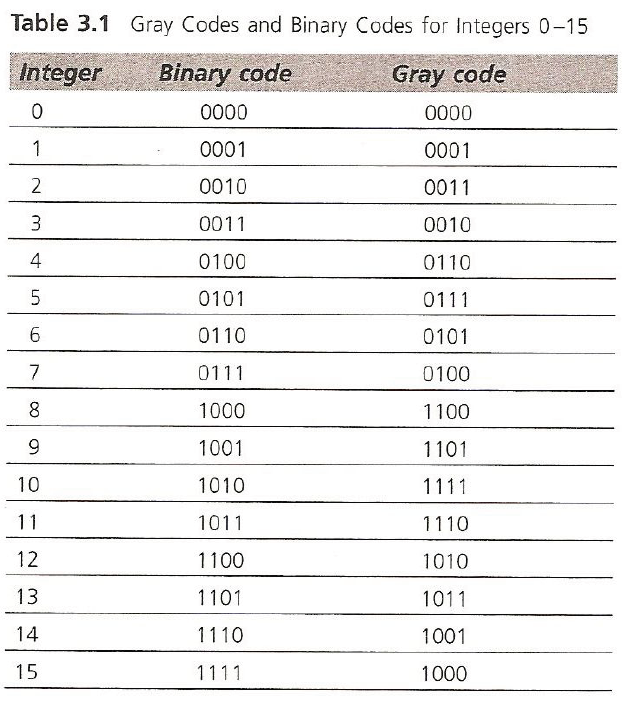 Table 3.1 Gray Codes and Binary Codes for Integers 0–15
Integer Binary code Gray code
0 0000 0000
1 0001 0001
2 0010 0011
3 0011 0010
4 0100 0110
5 0101 0111
6 0110 0101
7 0111 0100
8 1000 1100
9 1001 1101
10 1010 1111
11 1011 1110
12 1100 1010
13 1101 1011
14 1110 1001
15 1111 1000